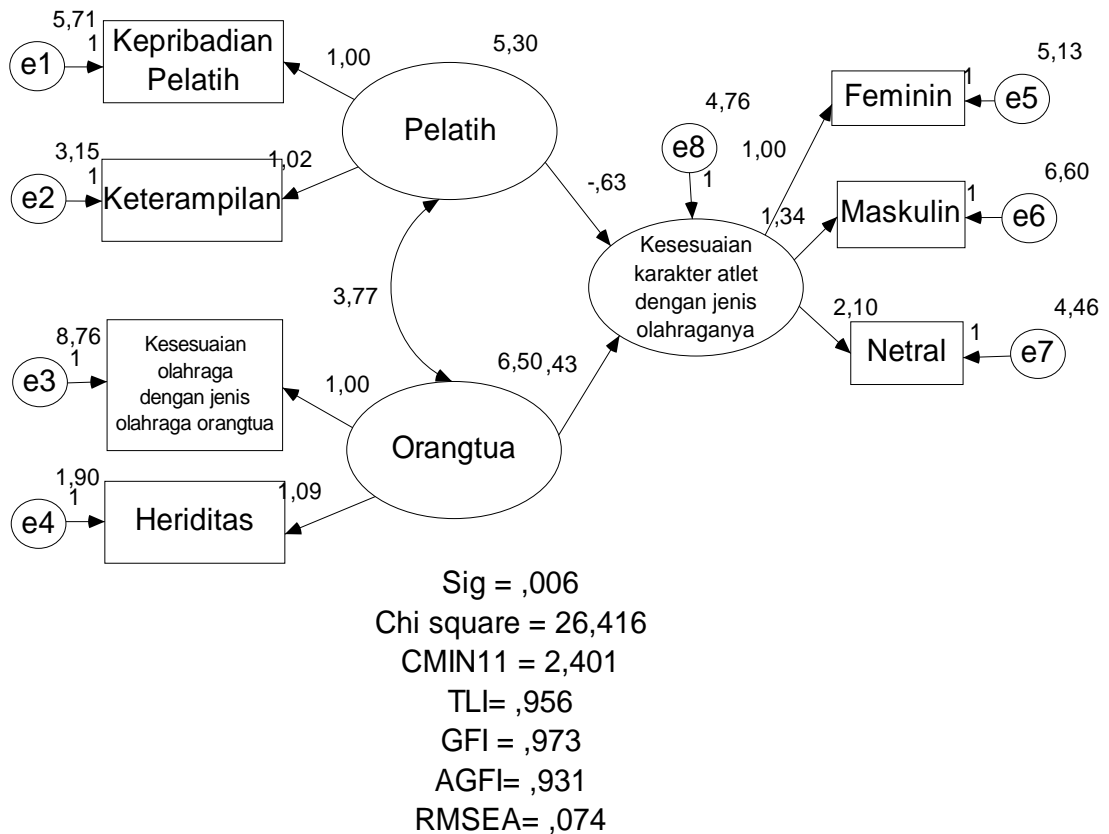 5,71
1
e1
Kepribadian
Pelatih
1,00
5,30
Pelatih
3,15
1
e2
Keterampilan
1,02
3,77
-,63
4,76
e8
1
1,00
Feminin
1
5,13
e5
1,34
Maskulin
1
6,60
e6
Kesesuaian
karakter atlet
dengan jenis
olahraganya
2,10
Netral
1
4,46
e7
8,76
1
e3
Kesesuaian
olahraga
dengan jenis
olahraga orangtua
1,00
6,50
,43
Orangtua
1,90
1
e4
Heriditas
1,09
Sig = ,006
Chi square = 26,416
CMIN11 = 2,401
TLI= ,956
GFI = ,973
AGFI= ,931
RMSEA= ,074